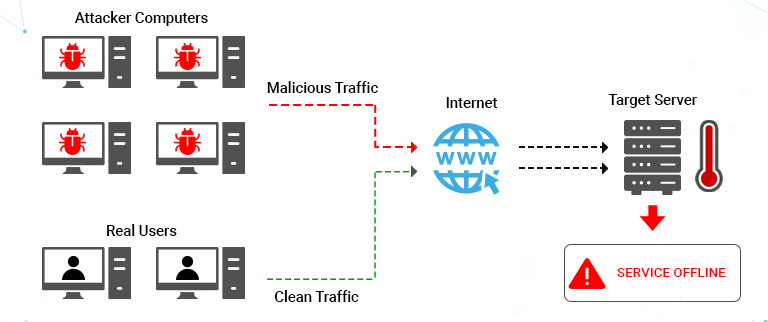 Attacker Computers
Malicious Traffic
Internet
WWW
Target Server
Real Users
Clean Traffic
SERVICE OFFLINE